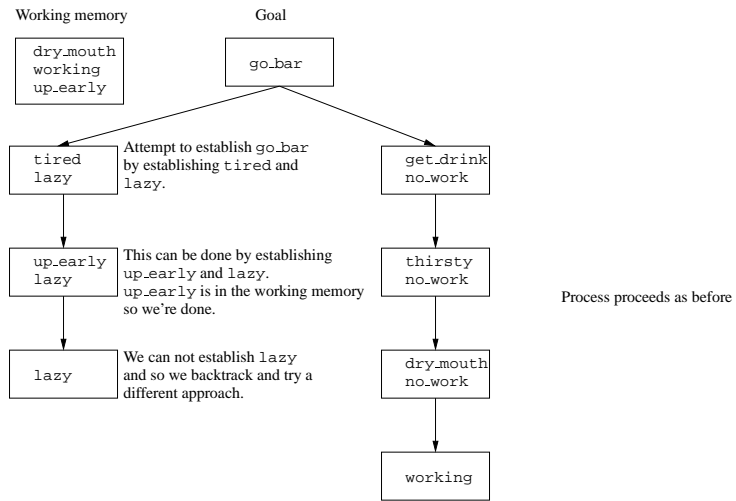 Working memory
Goal
dry_mouth
working
up_early
go_bar
tired
lazy
Attempt to establish go_bar
by establishing tired and
lazy.
get_drink
no_work
up_early
lazy
This can be done by establishing
up_early and lazy.
up_early is in the working memory
so we're done.
thirsty
no_work
Process proceeds as before
lazy
We can not establish lazy
and so we backtrack and try a
different approach.
dry_mouth
no_work
working